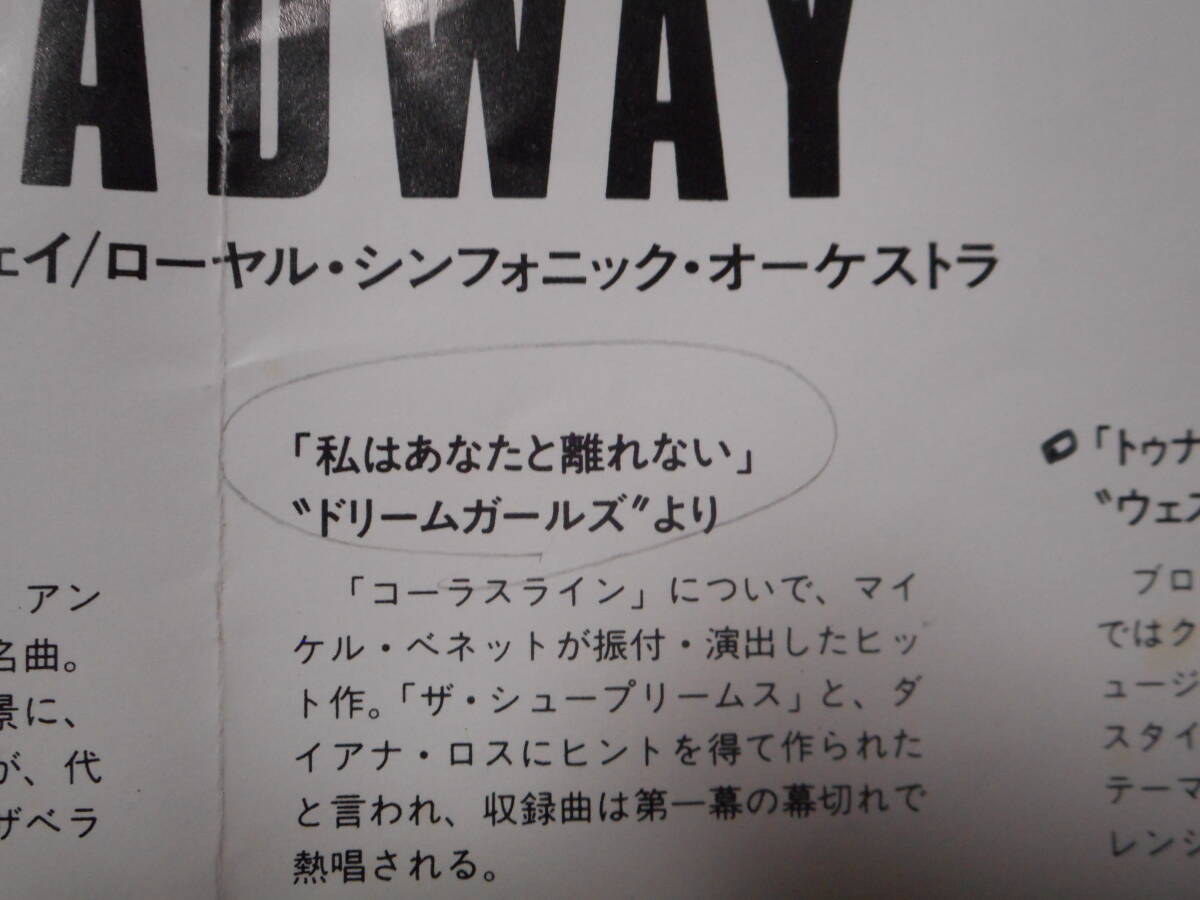 ADWAY
ェイ/ローヤル・シンフォニック・オーケストラ
アン
名曲。
景に、
が、代
ザベラ
「私はあなたと離れない」
〝ドリームガールズ〟より
「コーラスライン」についで、マイ
ケル・ベネットが振付・演出したヒッ
ト作。「ザ・シュープリームス」と、ダ
イアナ・ロスにヒントを得て作られた
と言われ、収録曲は第一幕の幕切れで
熱唱される。
「トゥナ
〝ウェス
ブロ
ではク
ュージ
スタイ
テーマ
レンジ